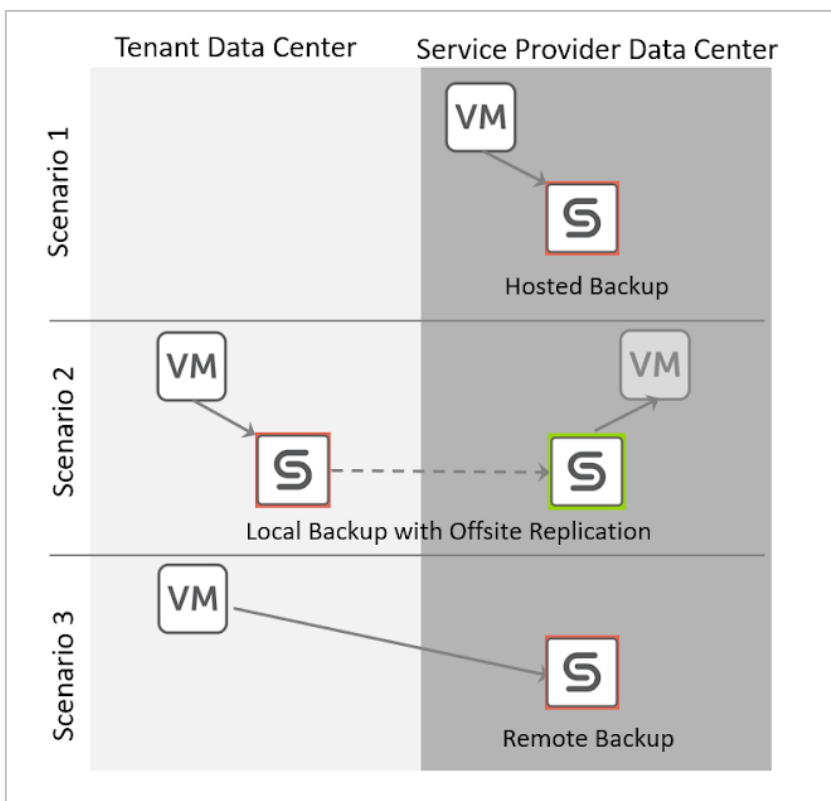 Tenant Data Center
Service Provider Data Center
Scenario 1
VM
Hosted Backup
Scenario 2
VM
VM
Local Backup with Offsite Replication
Scenario 3
VM
Remote Backup